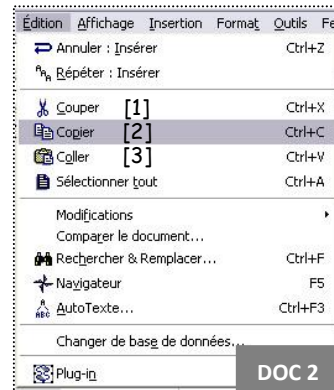 Édition Affichage Insertion Format Outils Fe
Annuler : Insérer Ctrl+Z
Répéter : Insérer
Couper [1] Ctrl+X
Copier [2] Ctrl+C
Coller [3] Ctrl+V
Sélectionner tout Ctrl+A
Modifications
Comparer le document...
Rechercher & Remplacer... Ctrl+F
Navigateur F5
AutoTexte... Ctrl+F3
Changer de base de données...
Plug-in DOC 2